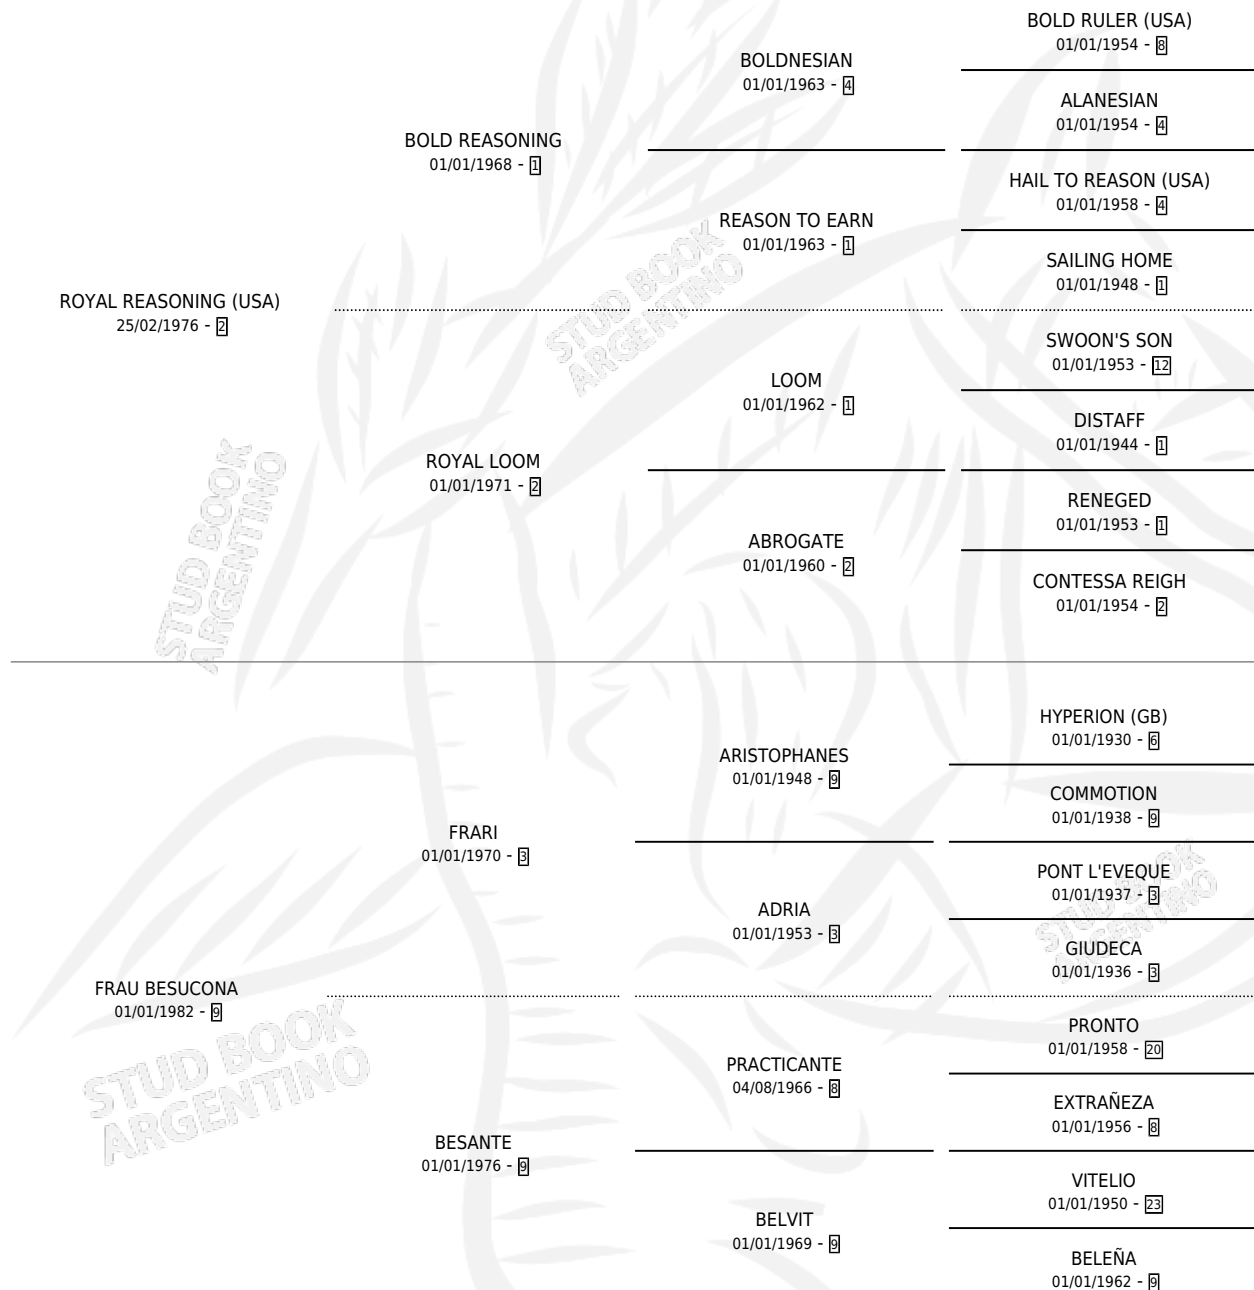 BOLD RULER (USA)
01/01/1954 - 8
BOLDNESIAN
01/01/1963 - 4
ALANESIAN
01/01/1954 - 4
BOLD REASONING
01/01/1968 - 1
HAIL TO REASON (USA)
01/01/1958 - 4
REASON TO EARN
01/01/1963 - 1
SAILING HOME
01/01/1948 - 1
ROYAL REASONING (USA)
25/02/1976 - 2
SWOON'S SON
01/01/1953 - 12
LOOM
01/01/1962 - 1
DISTAFF
01/01/1944 - 1
ROYAL LOOM
01/01/1971 - 2
RENEGED
01/01/1953 - 1
ABROGATE
01/01/1960 - 2
CONTESSA REIGH
01/01/1954 - 2
HYPERION (GB)
01/01/1930 - 6
ARISTOPHANES
01/01/1948 - 9
COMMOTION
01/01/1938 - 9
FRARI
01/01/1970 - 3
PONT L'EVEQUE
01/01/1937 - 3
ADRIA
01/01/1953 - 3
GIUDECA
01/01/1936 - 3
FRAU BESUCONA
01/01/1982 - 9
PRONTO
01/01/1958 - 20
PRACTICANTE
04/08/1966 - 8
EXTRAÑEZA
01/01/1956 - 8
BESANTE
01/01/1976 - 9
VITELIO
01/01/1950 - 23
BELVIT
01/01/1969 - 9
BELEÑA
01/01/1962 - 9
STUD BOOK
ARGENTINO
STUD BOOK
ARGENTINO
STUD BOOK
ARGENTINO
STUD BOOK
ARGENTINO